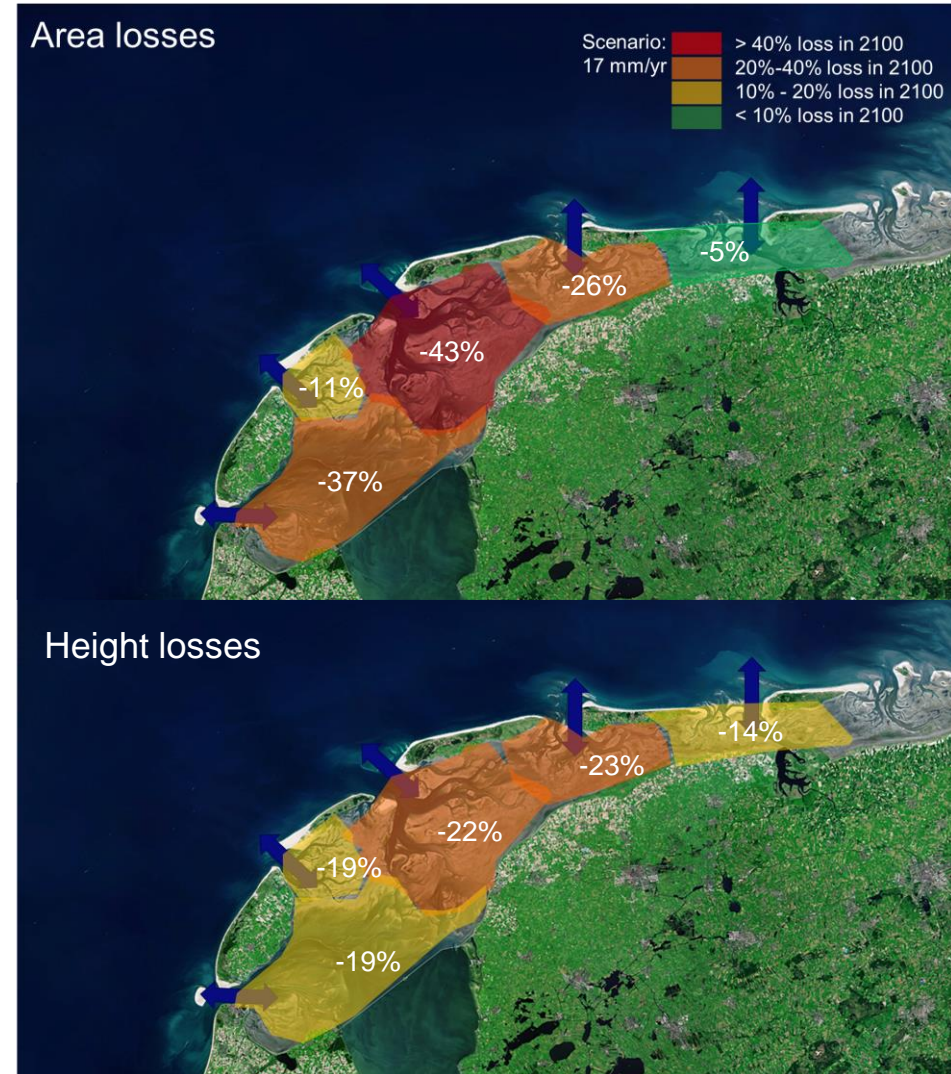 Area losses
Scenario:
17 mm/yr
> 40% loss in 2100
20%-40% loss in 2100
10% - 20% loss in 2100
< 10% loss in 2100
-5%
-26%
-43%
-11%
-37%
Height losses
-14%
-23%
-22%
-19%
-19%